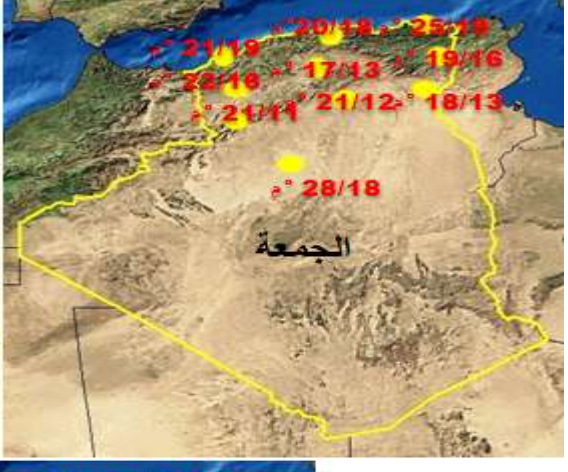 20/18 °م
25/19 °م
21/19 °م
19/16 °م
22/16 °م
17/13 °م
21/11 °م
21/12 °م
18/13 °م
28/18 °م
الجمعة